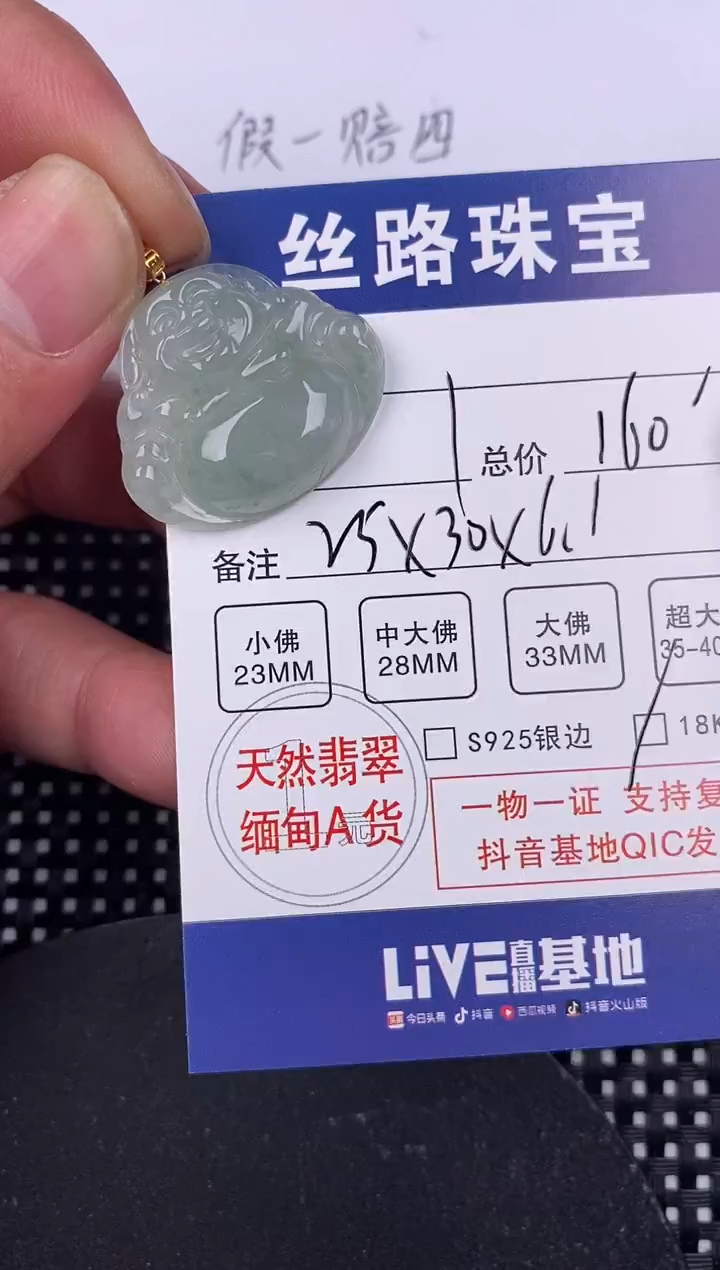 假一赔四
丝路珠宝
总价 160
备注 25X30X6.1
小佛
23MM
中大佛
28MM
大佛
33MM
超大
35-40
S925银边
18K
天然翡翠
缅甸A货
1元
一物一证 支持复
抖音基地QIC发
LIVE直播基地
头条 今日头条 抖音 西瓜视频 抖音火山版